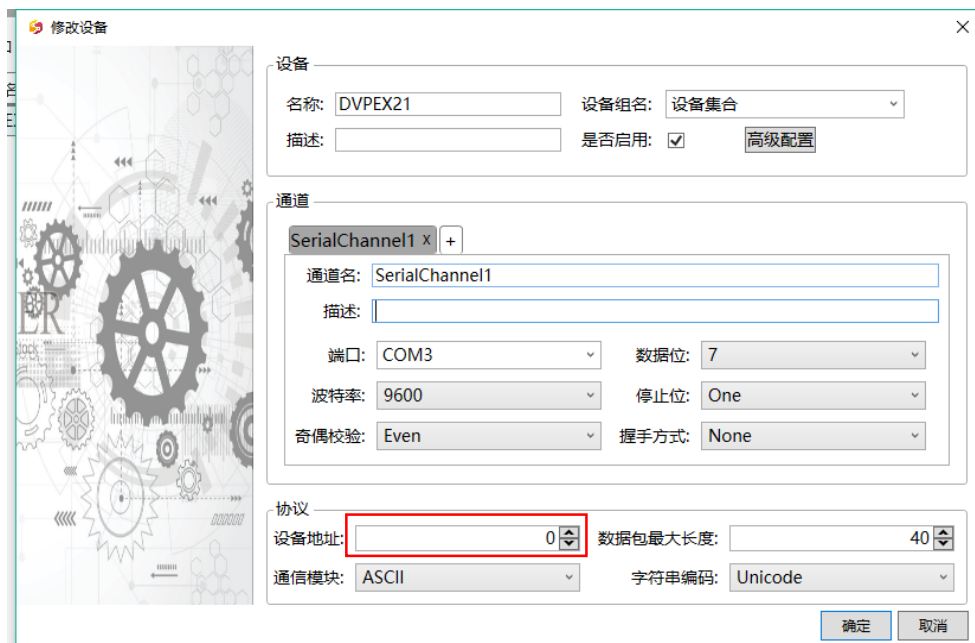 修改设备
设备
名称: DVPEX21 设备组名: 设备集合
描述: 是否启用: 高级配置
通道
SerialChannel1 x +
通道名: SerialChannel1
描述:
端口: COM3 数据位: 7
波特率: 9600 停止位: One
奇偶校验: Even 握手方式: None
协议
设备地址: 0 数据包最大长度: 40
通信模块: ASCII 字符串编码: Unicode
确定 取消
ER